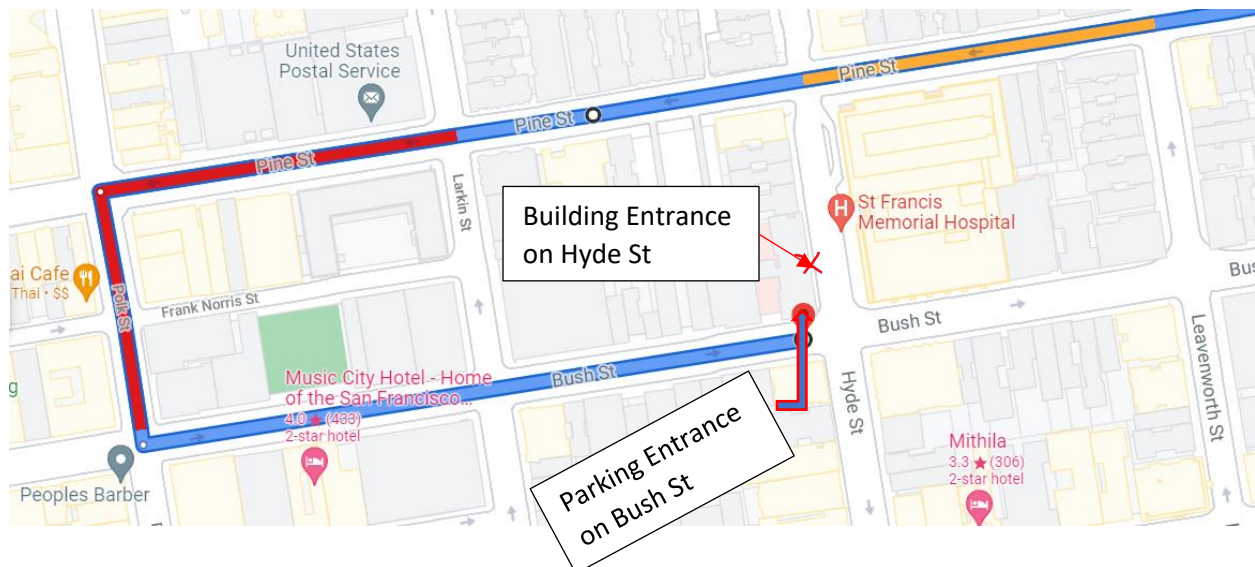 United States
Postal Service
Pine St
Pine St
Pine St
Larkin St
Building Entrance
on Hyde St
St Francis
Memorial Hospital
H
ai Cafe
Thai • $$
Polk St
Frank Norris St
Bush St
Bus
Leavenworth St
g
Music City Hotel - Home
of the San Francisco...
4.0 ★ (433)
2-star hotel
Bush St
Hyde St
Parking Entrance
on Bush St
Mithila
3.3 ★ (306)
2-star hotel
Peoples Barber